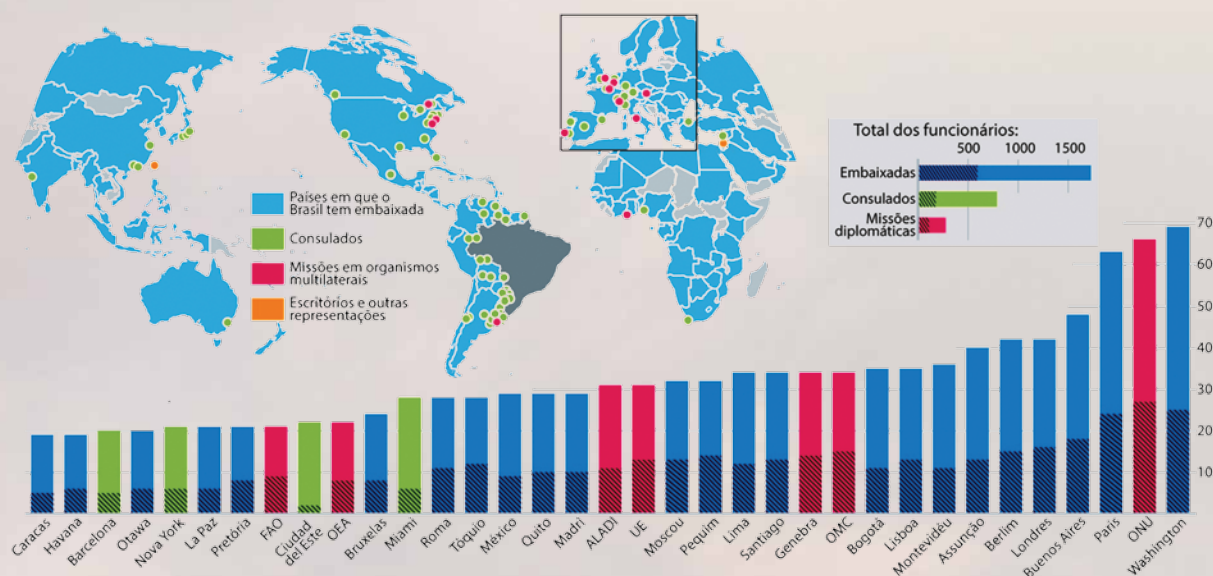 Países em que o
Brasil tem embaixada
Consulados
Missões em organismos
multilaterais
Escritórios e outras
representações
Total dos funcionários:
500 1000 1500
Embaixadas
Consulados
Missões
diplomáticas
70
60
50
40
30
20
10
Caracas
Havana
Barcelona
Otawa
Nova York
La Paz
Pretória
FAO
Ciudad
del Este
OEA
Bruxelas
Miami
Roma
Tóquio
México
Quito
Madri
ALADI
UE
Moscou
Pequim
Lima
Santiago
Genebra
OMC
Bogotá
Lisboa
Montevidéu
Assunção
Berlim
Londres
Buenos Aires
Paris
ONU
Washington